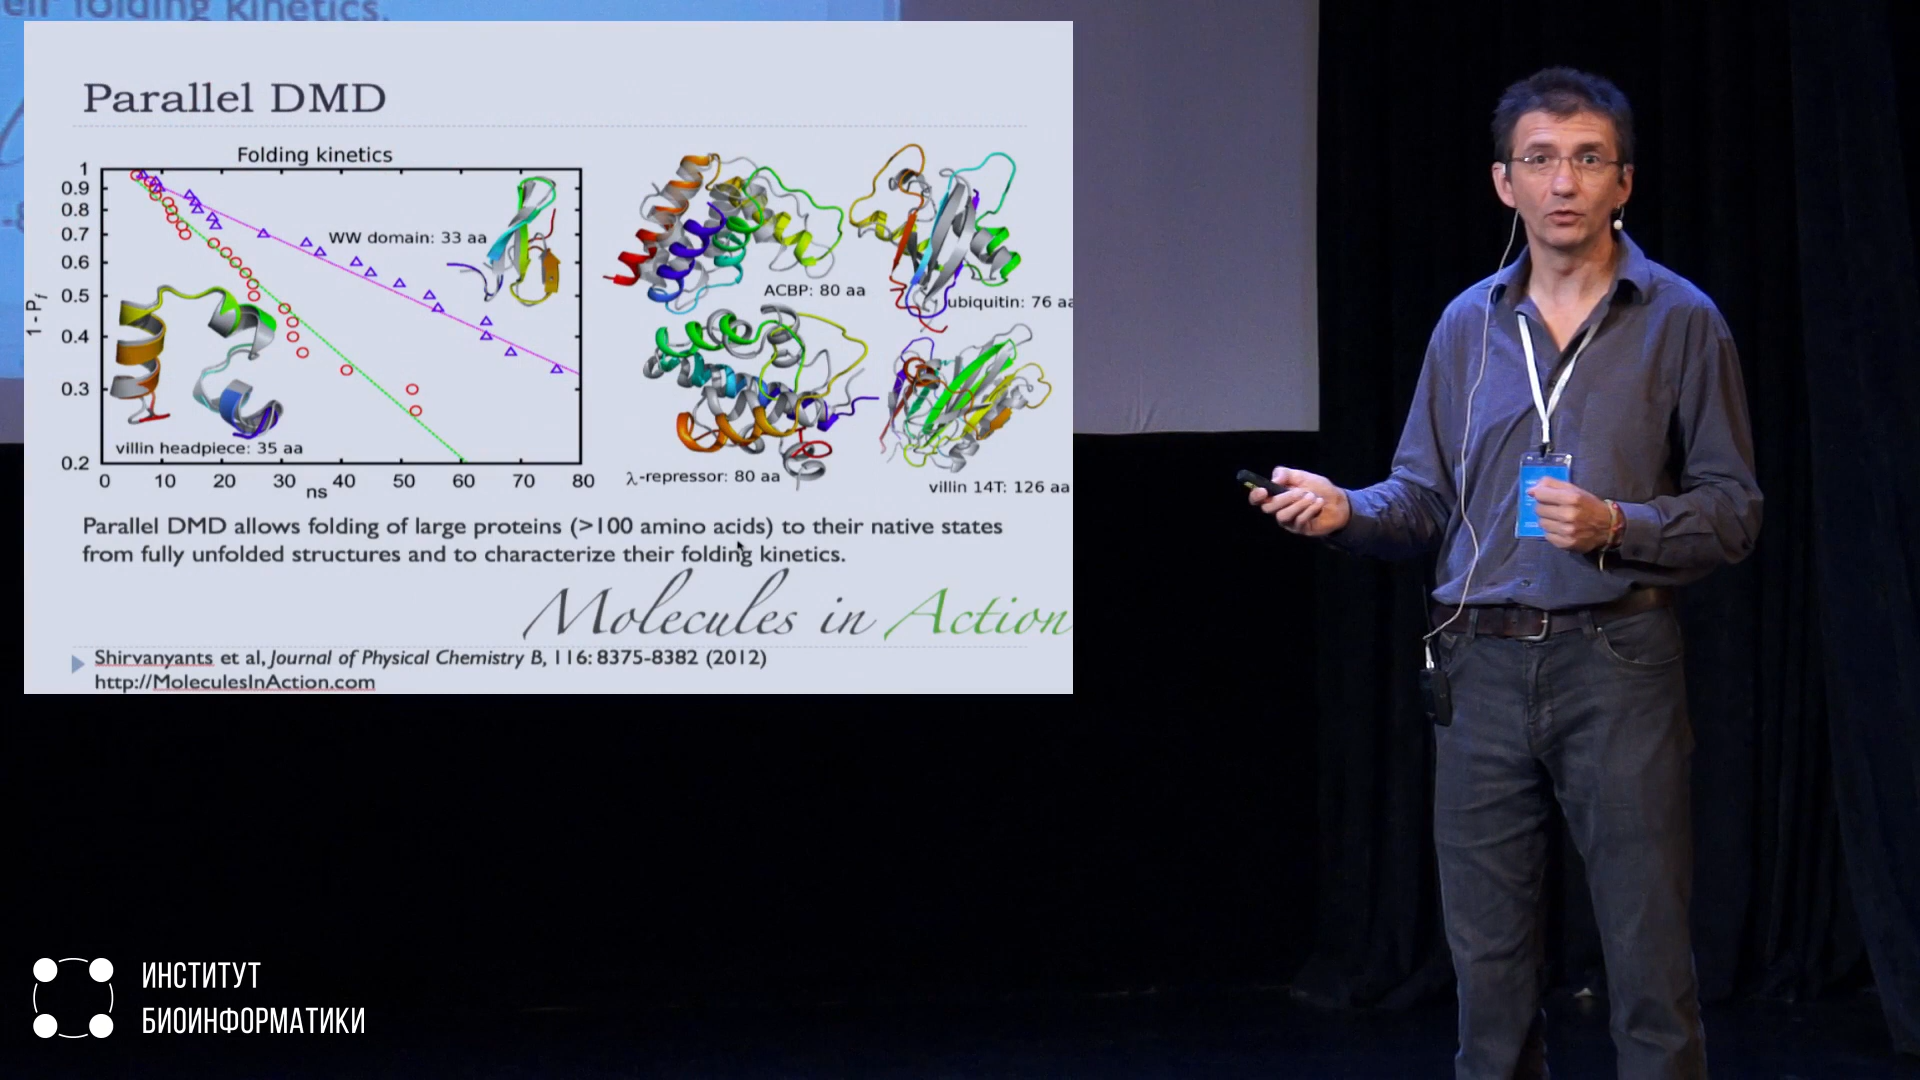 eir folding kinetics.
Parallel DMD
Folding kinetics
1
0.9
0.8
0.7
0.6
0.5
0.4
0.3
0.2
1 - Pf
WW domain: 33 aa
villin headpiece: 35 aa
0 10 20 30 40 50 60 70 80
ns
ACBP: 80 aa
ubiquitin: 76 aa
λ-repressor: 80 aa
villin 14T: 126 aa
Parallel DMD allows folding of large proteins (>100 amino acids) to their native states
from fully unfolded structures and to characterize their folding kinetics.
Molecules in Action
Shirvanyants et al, Journal of Physical Chemistry B, 116: 8375-8382 (2012)
http://MoleculesInAction.com
ИНСТИТУТ
БИОИНФОРМАТИКИ